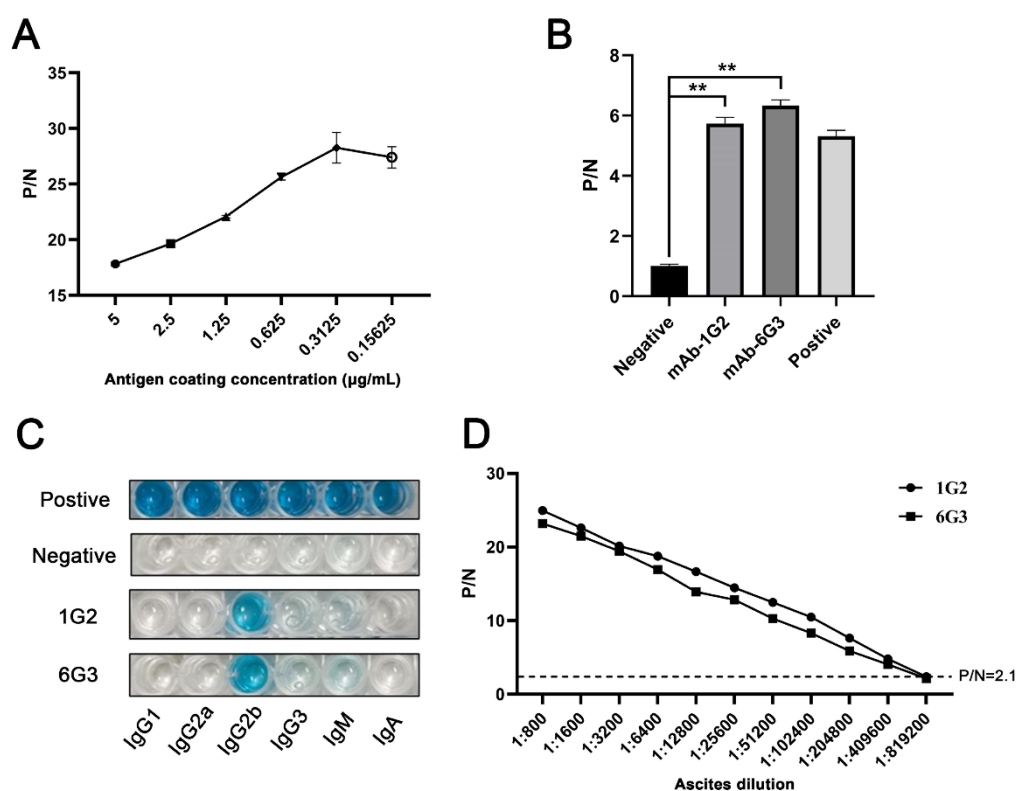 A
P/N
35
30
25
20
15
5
2.5
1.25
0.625
0.3125
0.15625
Antigen coating concentration (μg/mL)
B
P/N
8
6
4
2
0
**
**
Negative
mAb-1G2
mAb-6G3
Postive
C
Postive
Negative
1G2
6G3
IgG1
IgG2a
IgG2b
IgG3
IgM
IgA
D
P/N
30
20
10
0
1G2
6G3
P/N=2.1
1:800
1:1600
1:3200
1:6400
1:12800
1:25600
1:51200
1:102400
1:204800
1:409600
1:819200
Ascites dilution